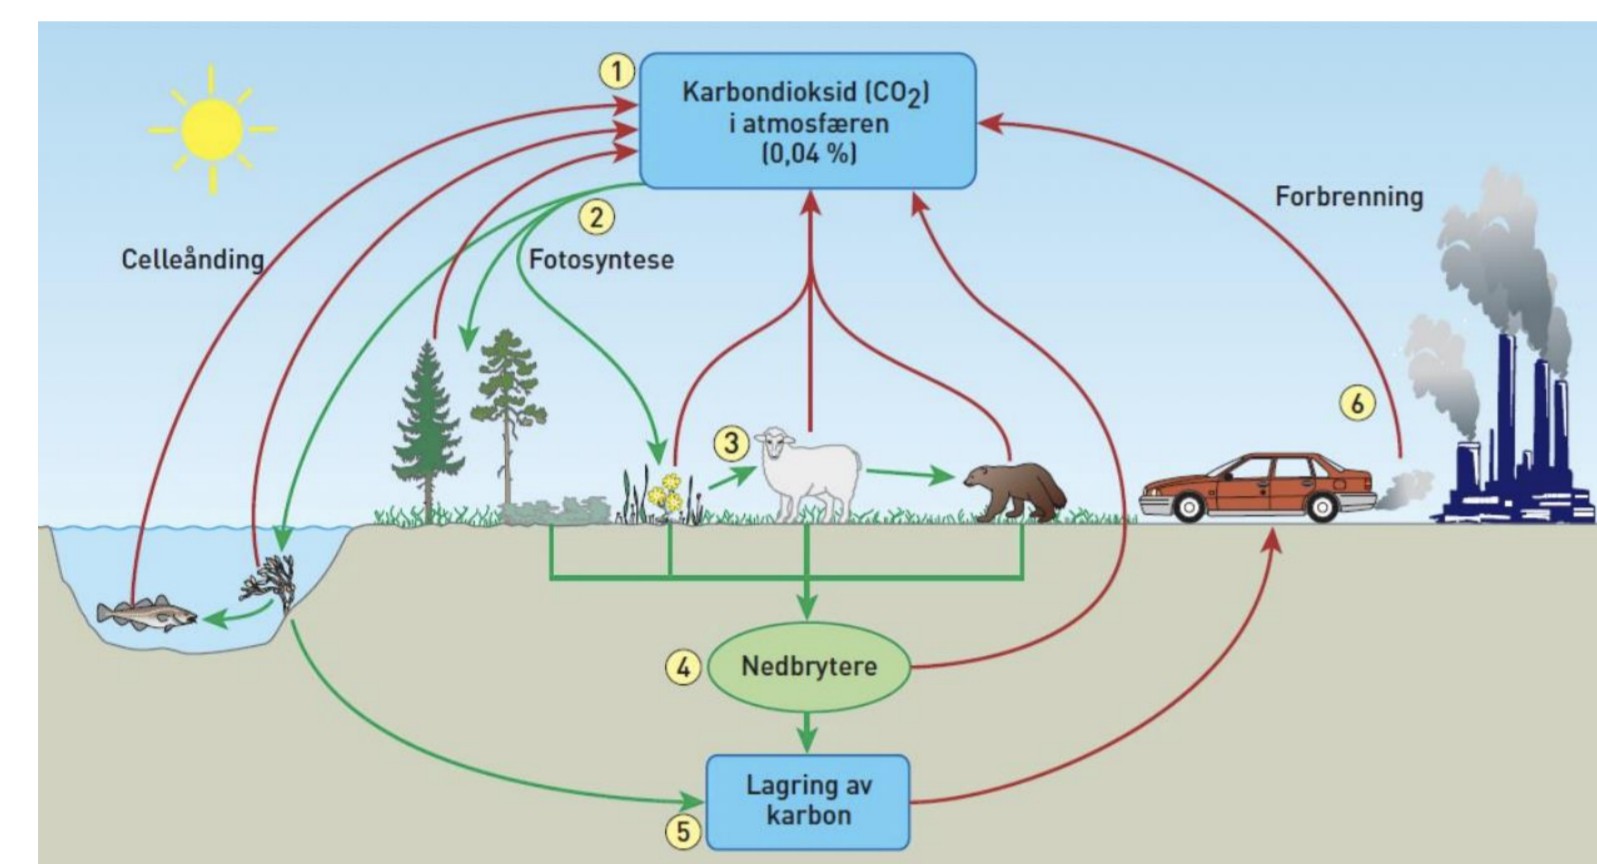 1
Karbondioksid (CO₂)
i atmosfæren
(0,04 %)
Forbrenning
2
Celleånding
Fotosyntese
6
3
4
Nedbrytere
Lagring av
karbon
5